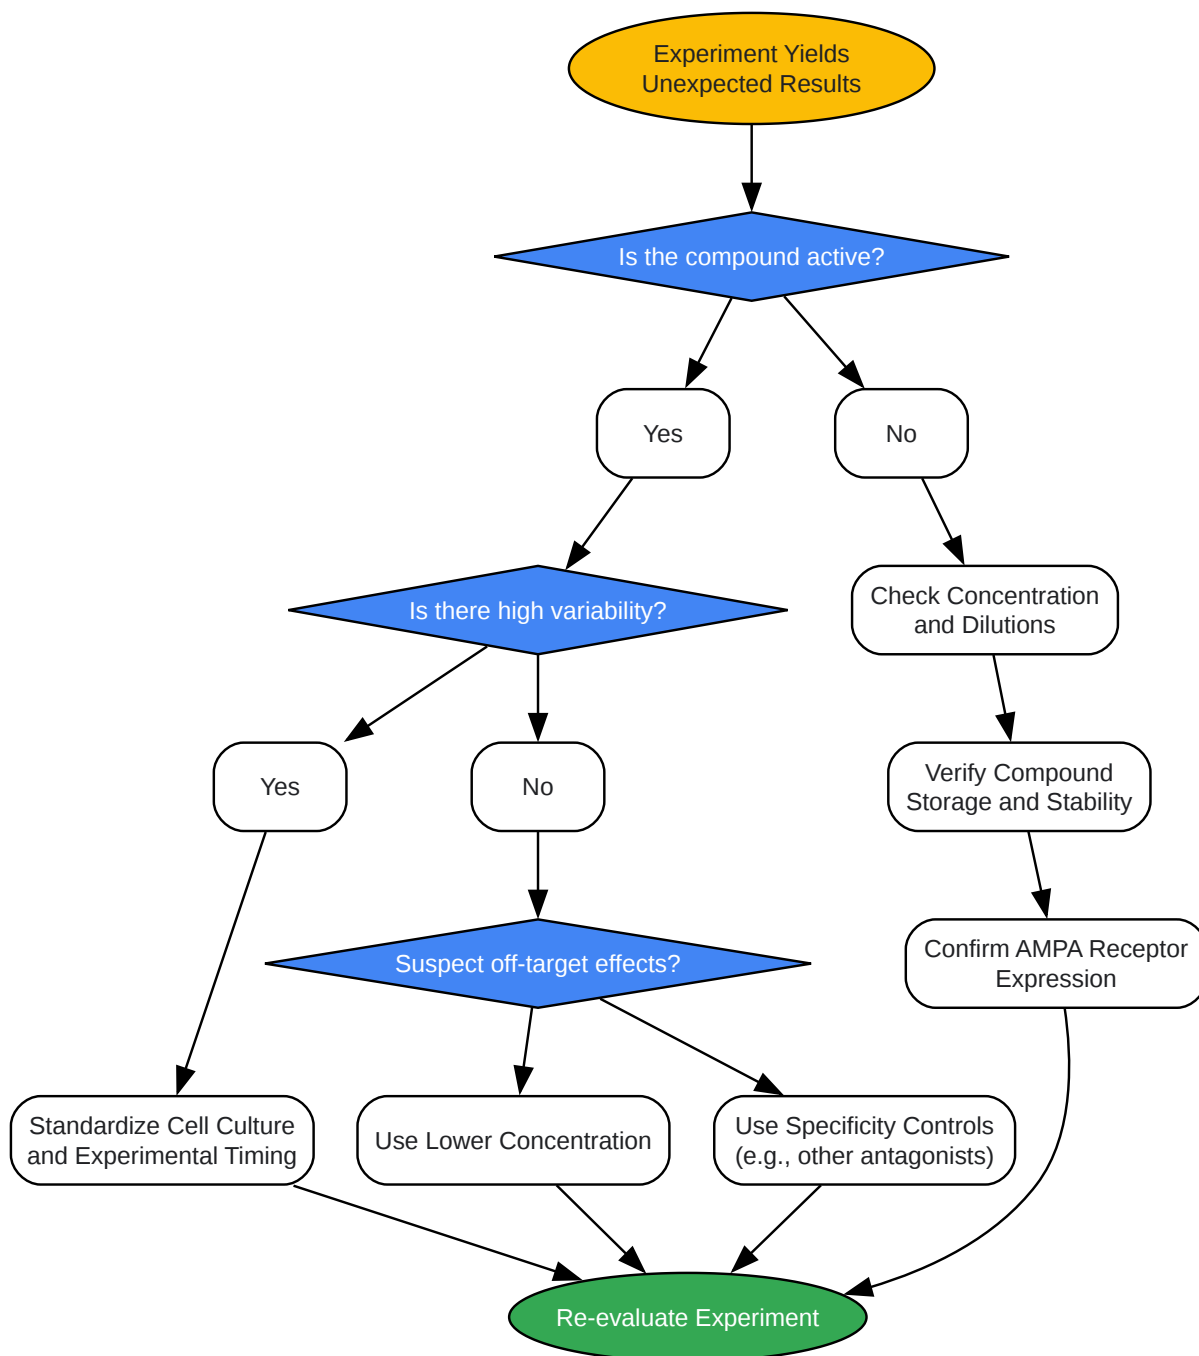 Experiment Yields
Unexpected Results
Is the compound active?
Yes
No
Is there high variability?
Check Concentration
and Dilutions
Yes
No
Verify Compound
Storage and Stability
Suspect off-target effects?
Confirm AMPA Receptor
Expression
Standardize Cell Culture
and Experimental Timing
Use Lower Concentration
Use Specificity Controls
(e.g., other antagonists)
Re-evaluate Experiment